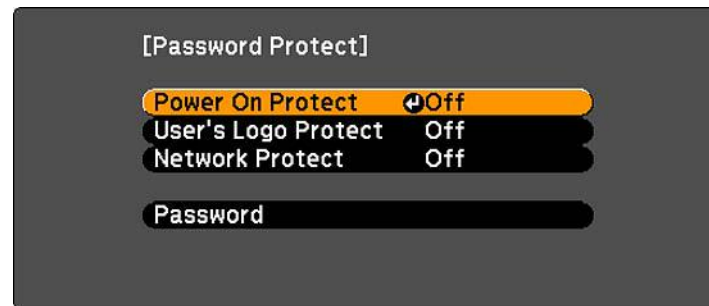 [Password Protect]
Power On Protect Off
User's Logo Protect Off
Network Protect Off
Password